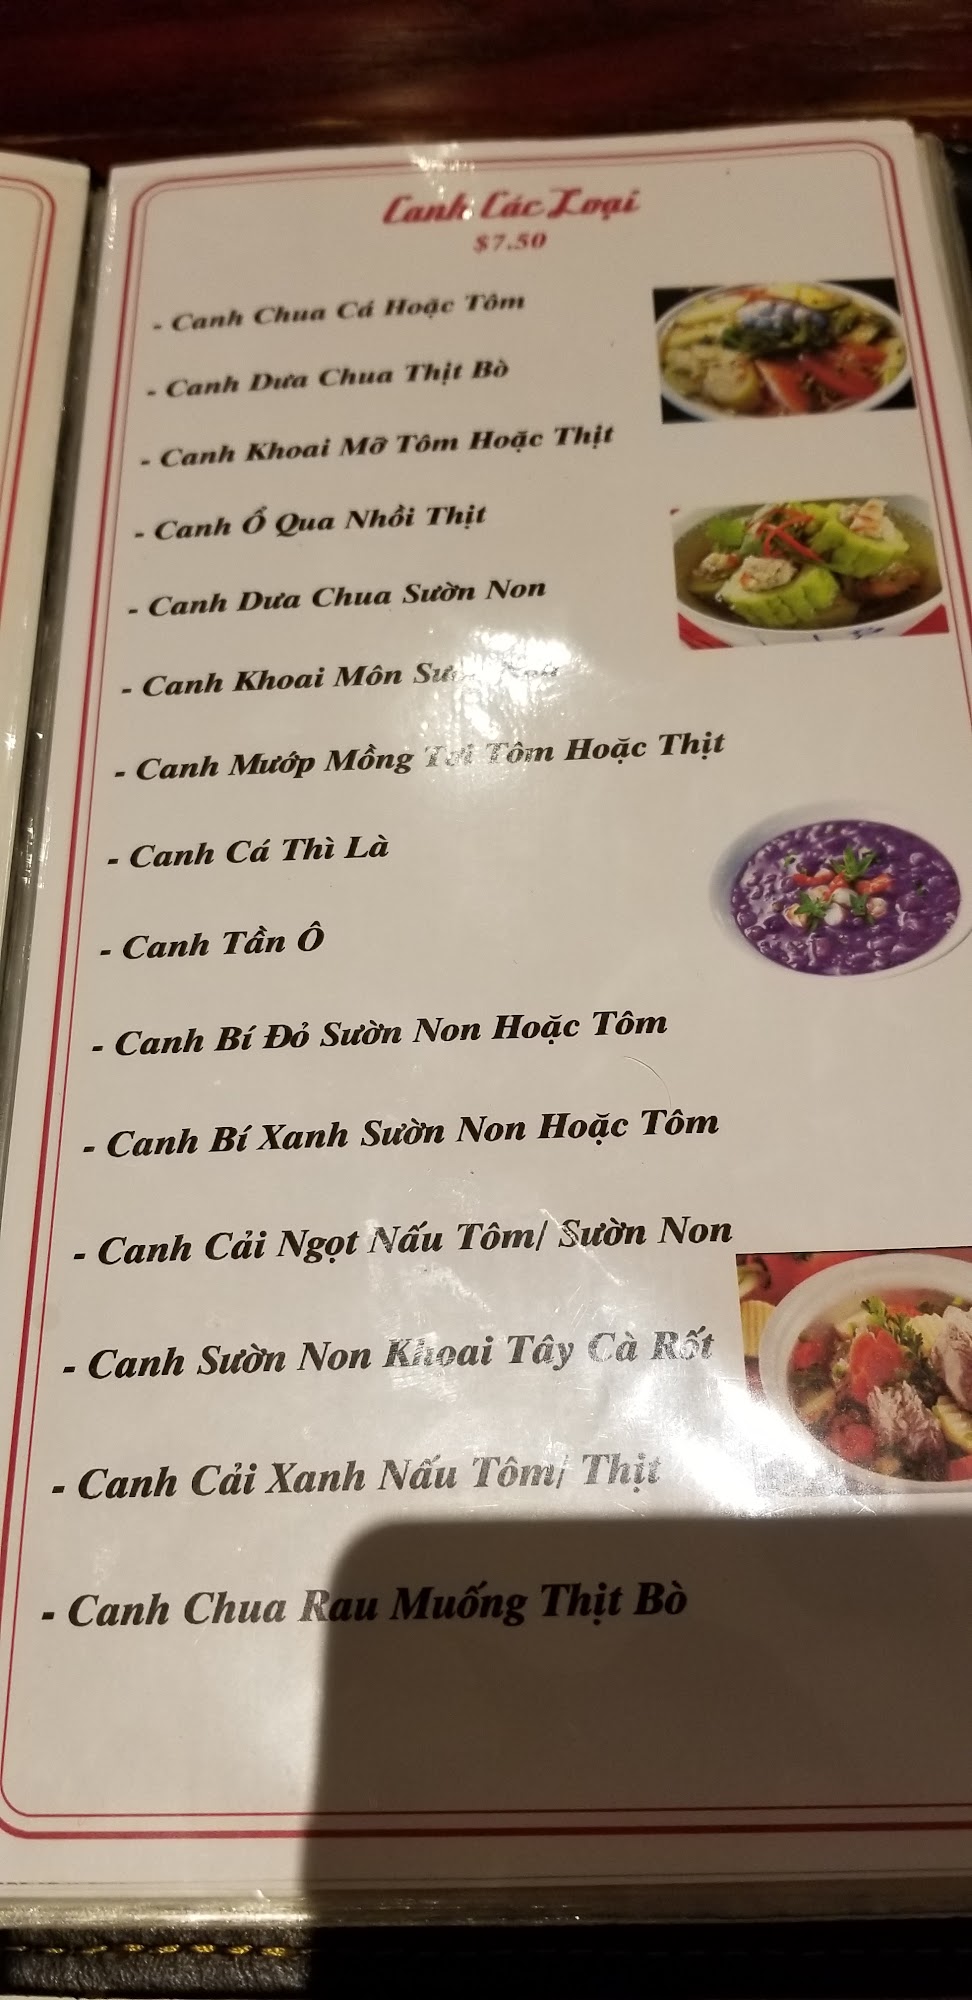 Canh Các Loại
$7.50
- Canh Chua Cá Hoặc Tôm
- Canh Dưa Chua Thịt Bò
- Canh Khoai Mỡ Tôm Hoặc Thịt
- Canh Ổ Qua Nhồi Thịt
- Canh Dưa Chua Sườn Non
- Canh Khoai Môn Sườn Non
- Canh Mướp Mồng Tơi Tôm Hoặc Thịt
- Canh Cá Thì Là
- Canh Tần Ô
- Canh Bí Đỏ Sườn Non Hoặc Tôm
- Canh Bí Xanh Sườn Non Hoặc Tôm
- Canh Cải Ngọt Nấu Tôm/ Sườn Non
- Canh Sườn Non Khoai Tây Cà Rốt
- Canh Cải Xanh Nấu Tôm/ Thịt
- Canh Chua Rau Muống Thịt Bò